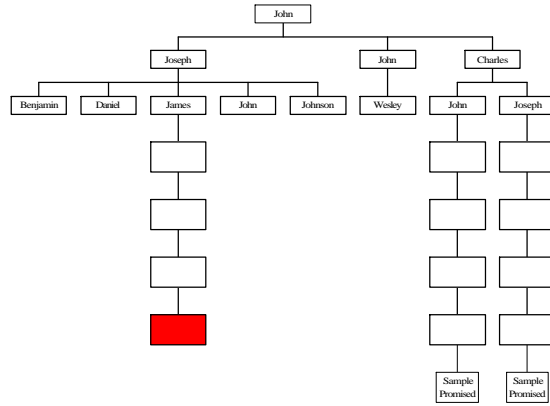 John
Joseph
John
Charles
Benjamin
Daniel
James
John
Johnson
Wesley
John
Joseph
Sample
Promised
Sample
Promised